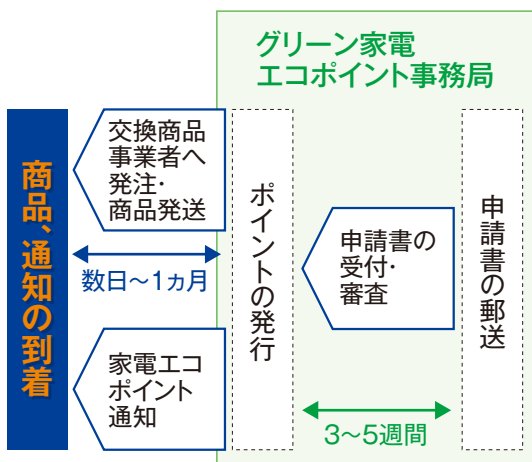 グリーン家電
エコポイント事務局
交換商品
事業者へ
発注・
商品発送
数日～1ヵ月
家電エコ
ポイント
通知
商品、通知の到着
ポイントの発行
申請書の
受付・
審査
3～5週間
申請書の郵送